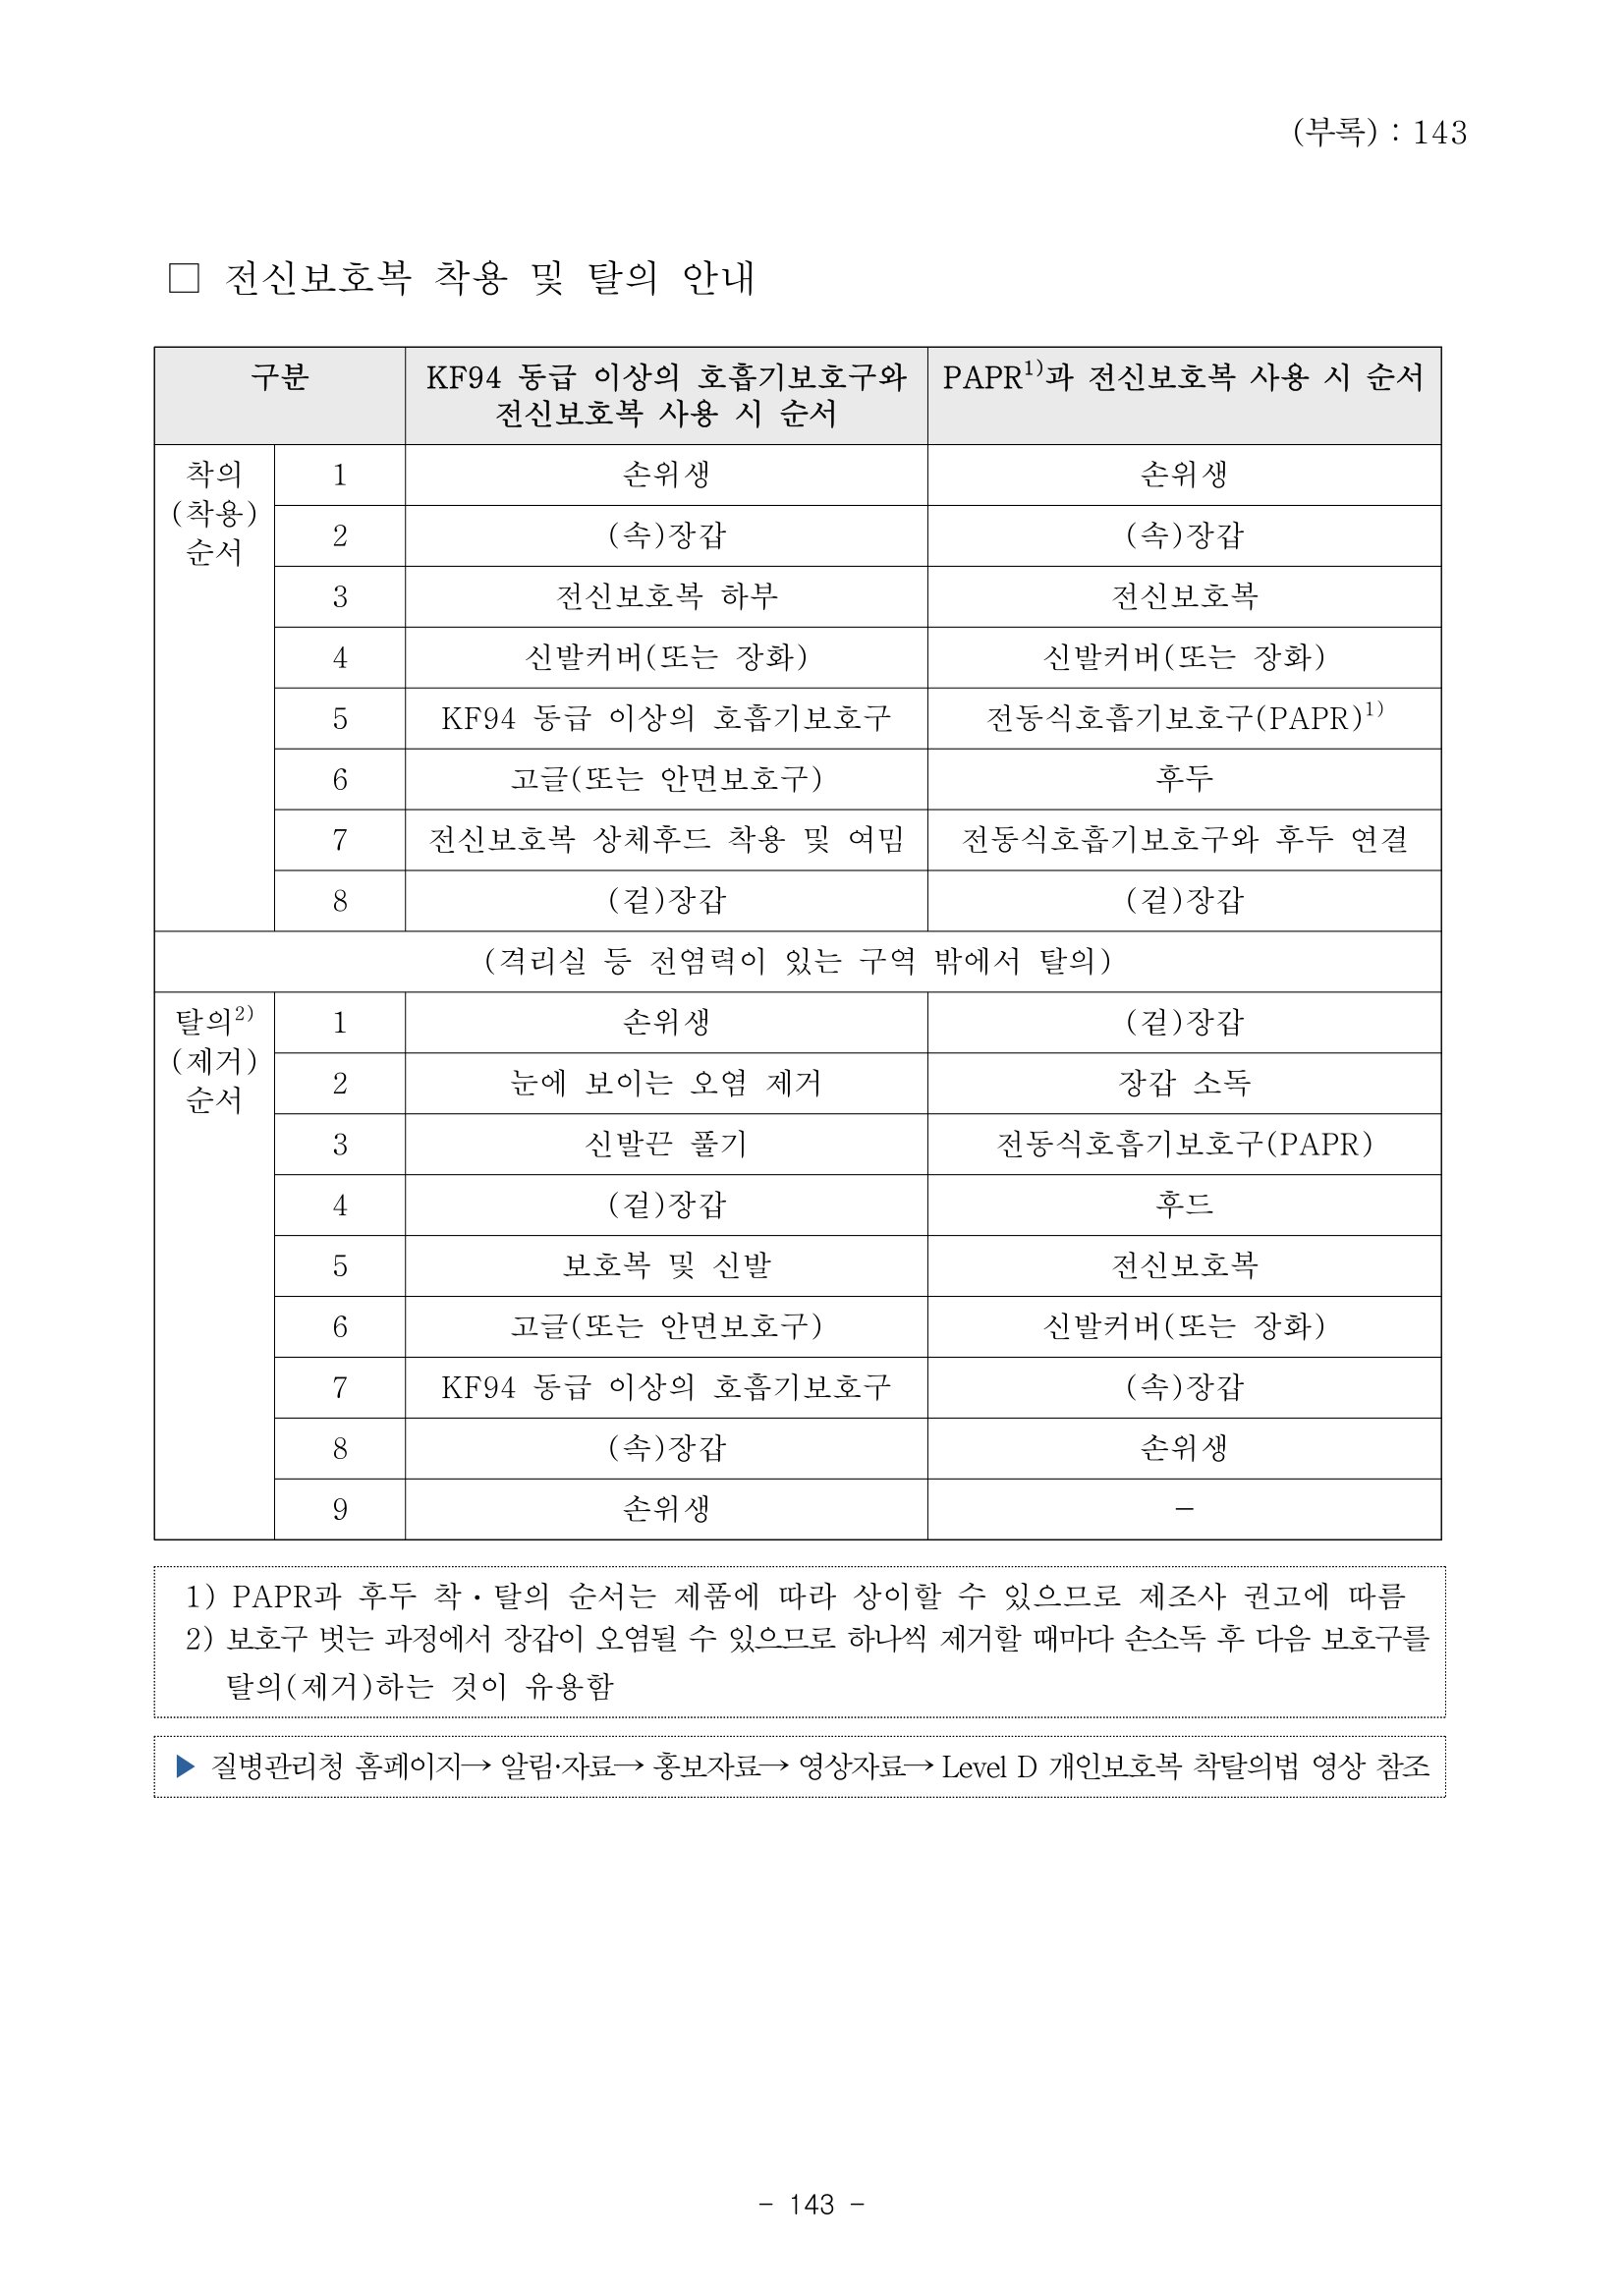 (부록) : 143
□ 전신보호복 착용 및 탈의 안내
구분 KF94 동급 이상의 호흡기보호구와 전신보호복 사용 시 순서 PAPR1)과 전신보호복 사용 시 순서
착의 (착용) 순서
1 손위생 손위생
2 (속)장갑 (속)장갑
3 전신보호복 하부 전신보호복
4 신발커버(또는 장화) 신발커버(또는 장화)
5 KF94 동급 이상의 호흡기보호구 전동식호흡기보호구(PAPR)1)
6 고글(또는 안면보호구) 후두
7 전신보호복 상체후드 착용 및 여밈 전동식호흡기보호구와 후두 연결
8 (겉)장갑 (겉)장갑
(격리실 등 전염력이 있는 구역 밖에서 탈의)
탈의2) (제거) 순서
1 손위생 (겉)장갑
2 눈에 보이는 오염 제거 장갑 소독
3 신발끈 풀기 전동식호흡기보호구(PAPR)
4 (겉)장갑 후드
5 보호복 및 신발 전신보호복
6 고글(또는 안면보호구) 신발커버(또는 장화)
7 KF94 동급 이상의 호흡기보호구 (속)장갑
8 (속)장갑 손위생
9 손위생 -
1) PAPR과 후두 착·탈의 순서는 제품에 따라 상이할 수 있으므로 제조사 권고에 따름
2) 보호구 벗는 과정에서 장갑이 오염될 수 있으므로 하나씩 제거할 때마다 손소독 후 다음 보호구를
탈의(제거)하는 것이 유용함
▶ 질병관리청 홈페이지→ 알림·자료→ 홍보자료→ 영상자료→ Level D 개인보호복 착탈의법 영상 참조
- 143 -